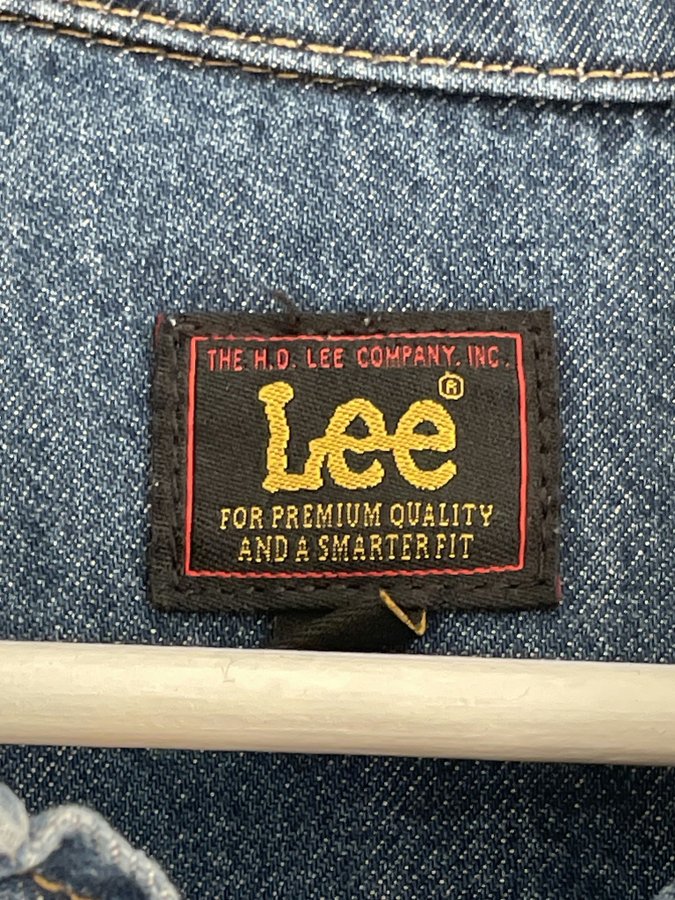 THE H.D. LEE COMPANY, INC.
Lee®
FOR PREMIUM QUALITY
AND A SMARTER FIT